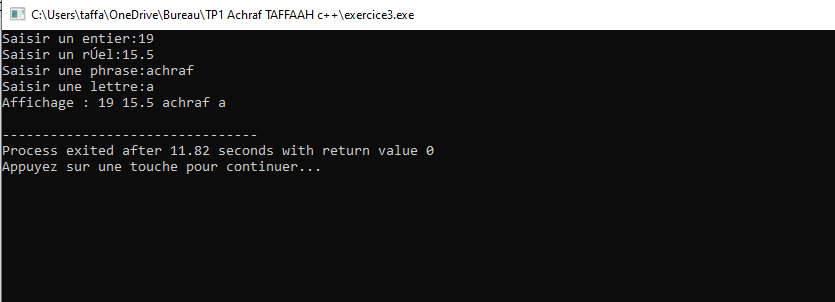 C:\Users\taffa\OneDrive\Bureau\TP1 Achraf TAFFAAH c++\exercice3.exe
Saisir un entier:19
Saisir un rÚel:15.5
Saisir une phrase:achraf
Saisir une lettre:a
Affichage : 19 15.5 achraf a
--------------------------------
Process exited after 11.82 seconds with return value 0
Appuyez sur une touche pour continuer...